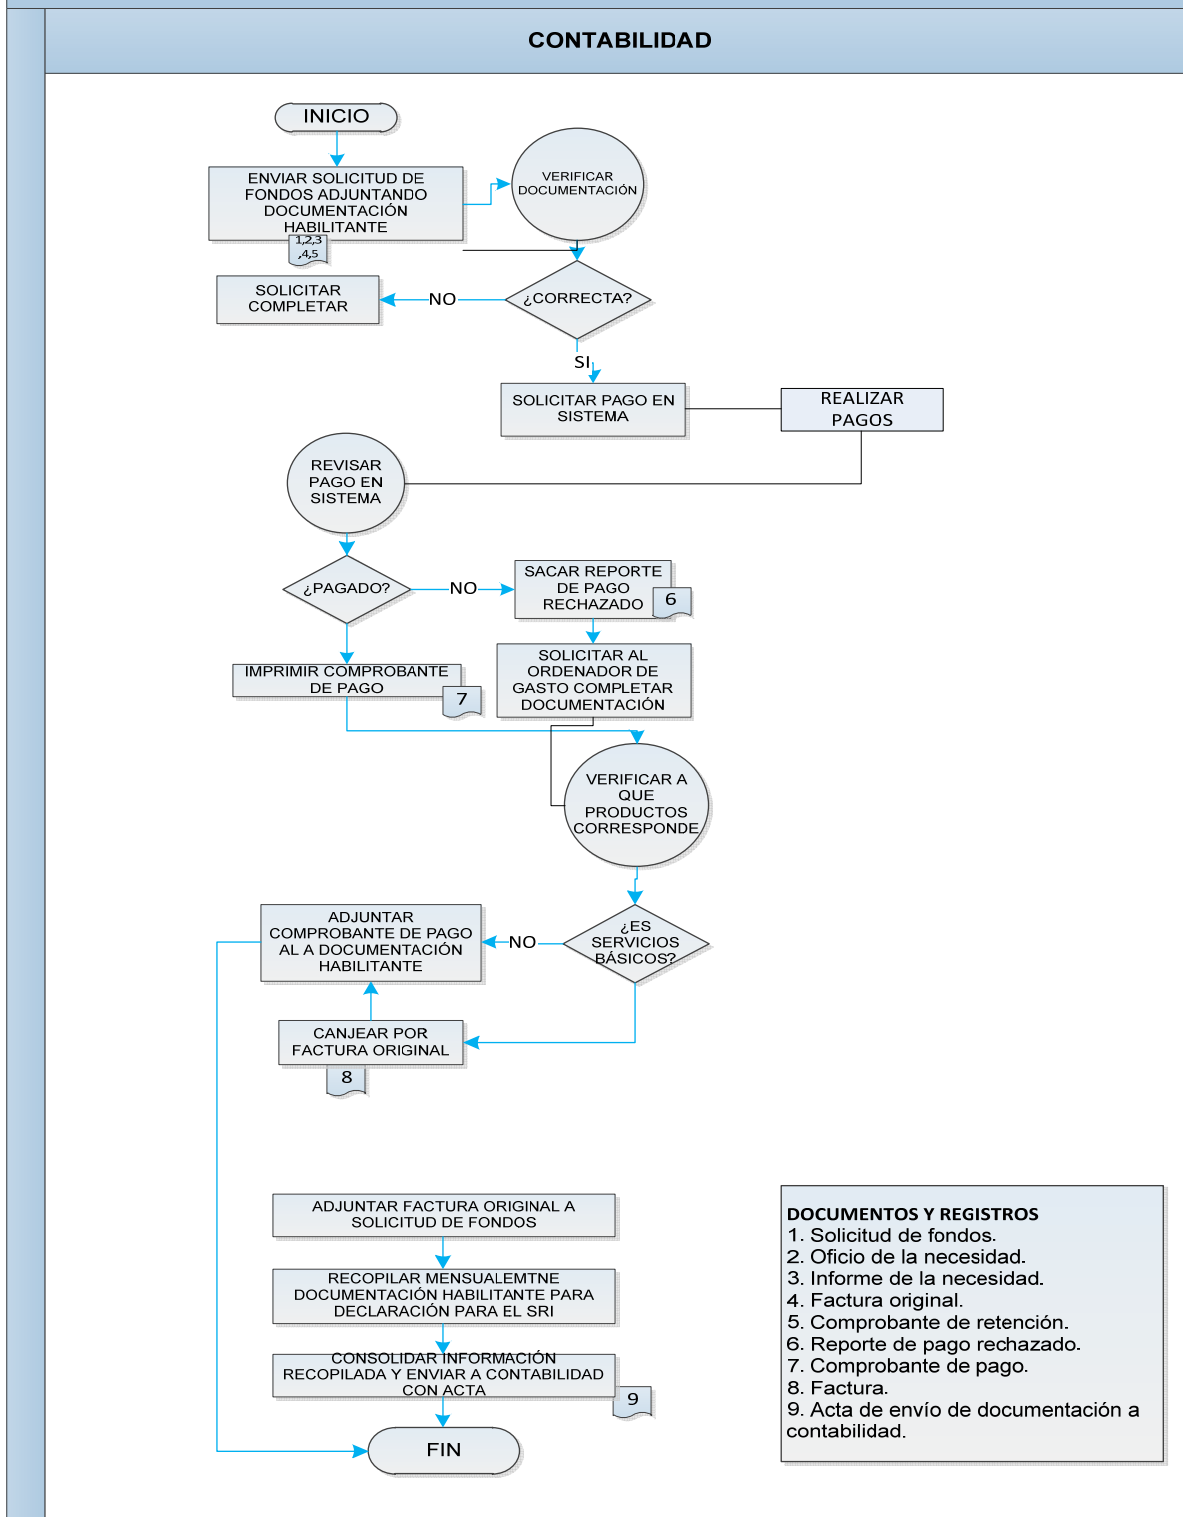 CONTABILIDAD
INICIO
ENVIAR SOLICITUD DE
FONDOS ADJUNTANDO
DOCUMENTACIÓN
HABILITANTE
1,2,3
,4,5
VERIFICAR
DOCUMENTACIÓN
SOLICITAR
COMPLETAR
NO
¿CORRECTA?
SI
SOLICITAR PAGO EN
SISTEMA
REALIZAR
PAGOS
REVISAR
PAGO EN
SISTEMA
¿PAGADO?
NO
SACAR REPORTE
DE PAGO
RECHAZADO
6
IMPRIMIR COMPROBANTE
DE PAGO
7
SOLICITAR AL
ORDENADOR DE
GASTO COMPLETAR
DOCUMENTACIÓN
VERIFICAR A
QUE
PRODUCTOS
CORRESPONDE
ADJUNTAR
COMPROBANTE DE PAGO
AL A DOCUMENTACIÓN
HABILITANTE
NO
¿ES
SERVICIOS
BÁSICOS?
CANJEAR POR
FACTURA ORIGINAL
8
ADJUNTAR FACTURA ORIGINAL A
SOLICITUD DE FONDOS
RECOPILAR MENSUALEMTNE
DOCUMENTACIÓN HABILITANTE PARA
DECLARACIÓN PARA EL SRI
CONSOLIDAR INFORMACIÓN
RECOPILADA Y ENVIAR A CONTABILIDAD
CON ACTA
9
FIN
DOCUMENTOS Y REGISTROS
1. Solicitud de fondos.
2. Oficio de la necesidad.
3. Informe de la necesidad.
4. Factura original.
5. Comprobante de retención.
6. Reporte de pago rechazado.
7. Comprobante de pago.
8. Factura.
9. Acta de envío de documentación a
contabilidad.